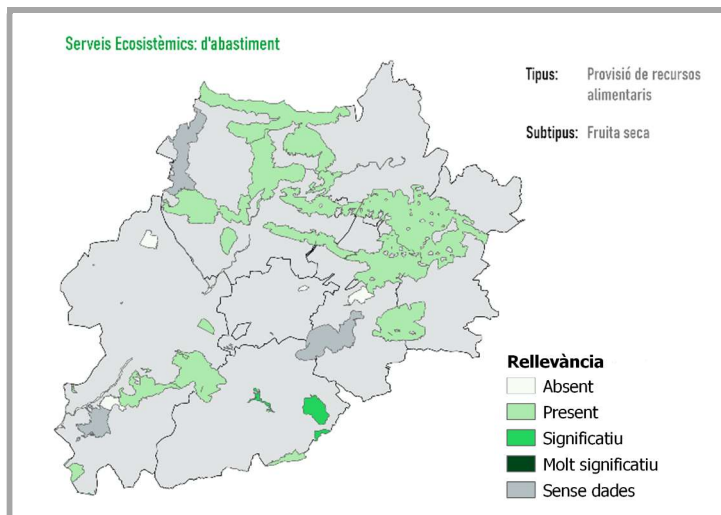 Serveis Ecosistèmics: d'abastiment
Tipus: Provisió de recursos
alimentaris
Subtipus: Fruita seca
Rellevància
Absent
Present
Significatiu
Molt significatiu
Sense dades